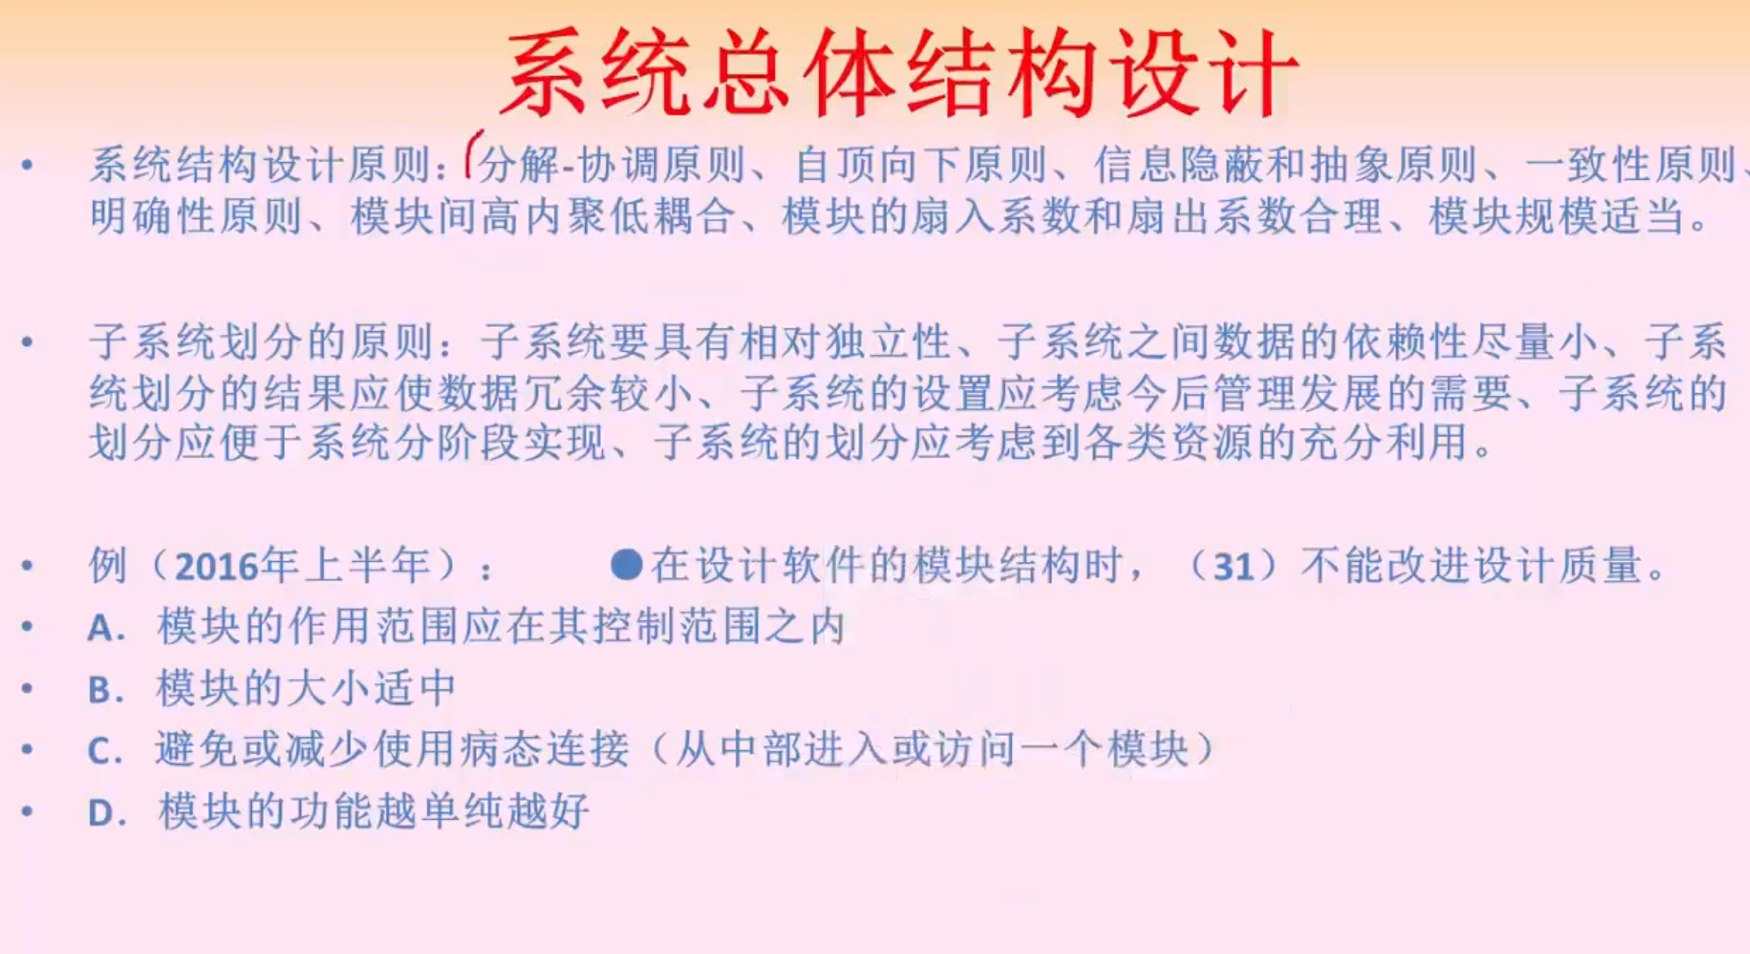 系统总体结构设计
• 系统结构设计原则：分解-协调原则、自顶向下原则、信息隐蔽和抽象原则、一致性原则、
明确性原则、模块间高内聚低耦合、模块的扇入系数和扇出系数合理、模块规模适当。
• 子系统划分的原则：子系统要具有相对独立性、子系统之间数据的依赖性尽量小、子系
统划分的结果应使数据冗余较小、子系统的设置应考虑今后管理发展的需要、子系统的
划分应便于系统分阶段实现、子系统的划分应考虑到各类资源的充分利用。
• 例（2016年上半年）： ●在设计软件的模块结构时，（31）不能改进设计质量。
• A．模块的作用范围应在其控制范围之内
• B．模块的大小适中
• C．避免或减少使用病态连接（从中部进入或访问一个模块）
• D．模块的功能越单纯越好